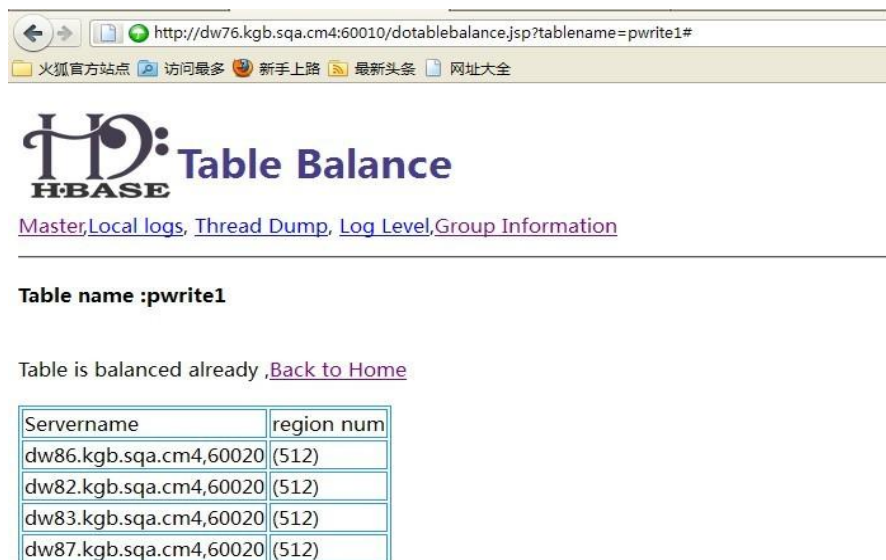 http://dw76.kgb.sqa.cm4:60010/dotablebalance.jsp?tablename=pwrite1#
火狐官方站点 访问最多 新手上路 最新头条 网址大全
H·BASE Table Balance
Master,Local logs, Thread Dump, Log Level,Group Information
Table name :pwrite1
Table is balanced already ,Back to Home
Servername region num
dw86.kgb.sqa.cm4,60020 (512)
dw82.kgb.sqa.cm4,60020 (512)
dw83.kgb.sqa.cm4,60020 (512)
dw87.kgb.sqa.cm4,60020 (512)